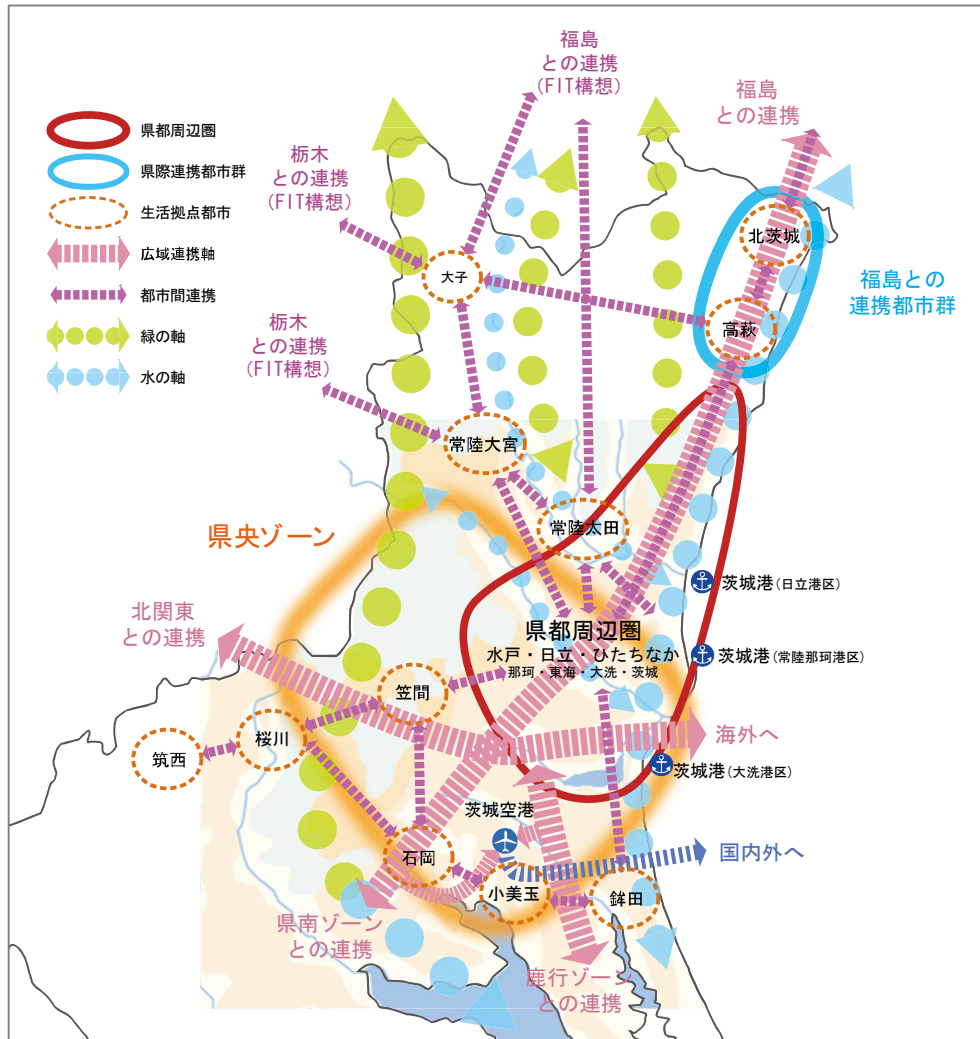 福島
との連携
(FIT構想)
福島
との連携
県都周辺圏
県際連携都市群
生活拠点都市
広域連携軸
都市間連携
緑の軸
水の軸
栃木
との連携
(FIT構想)
北茨城
大子
福島との
連携都市群
高萩
栃木
との連携
(FIT構想)
常陸大宮
常陸太田
県央ゾーン
茨城港(日立港区)
北関東
との連携
県都周辺圏
水戸・日立・ひたちなか
那珂・東海・大洗・茨城
茨城港(常陸那珂港区)
笠間
桜川
筑西
海外へ
茨城港(大洗港区)
茨城空港
石岡
国内外へ
小美玉
鉾田
県南ゾーン
との連携
鹿行ゾーン
との連携